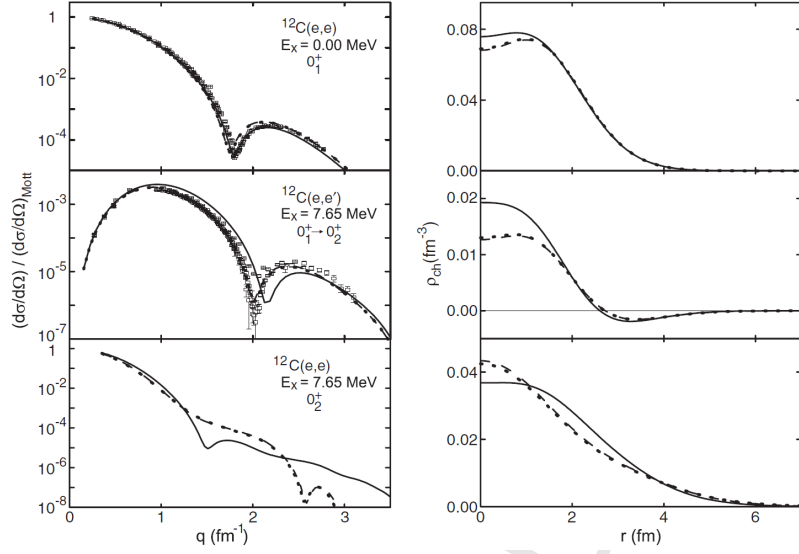 (dσ/dΩ) / (dσ/dΩ)Mott
1
10⁻²
10⁻⁴
¹²C(e,e)
Eₓ = 0.00 MeV
0₁⁺
10⁻³
10⁻⁵
10⁻⁷
¹²C(e,e′)
Eₓ = 7.65 MeV
0₁⁺→0₂⁺
1
10⁻²
10⁻⁴
10⁻⁶
10⁻⁸
¹²C(e,e)
Eₓ = 7.65 MeV
0₂⁺
0 1 2 3
q (fm⁻¹)
ρch(fm⁻³)
0.08
0.04
0.00
0.02
0.01
0.00
0.04
0.02
0.00
0 2 4 6
r (fm)